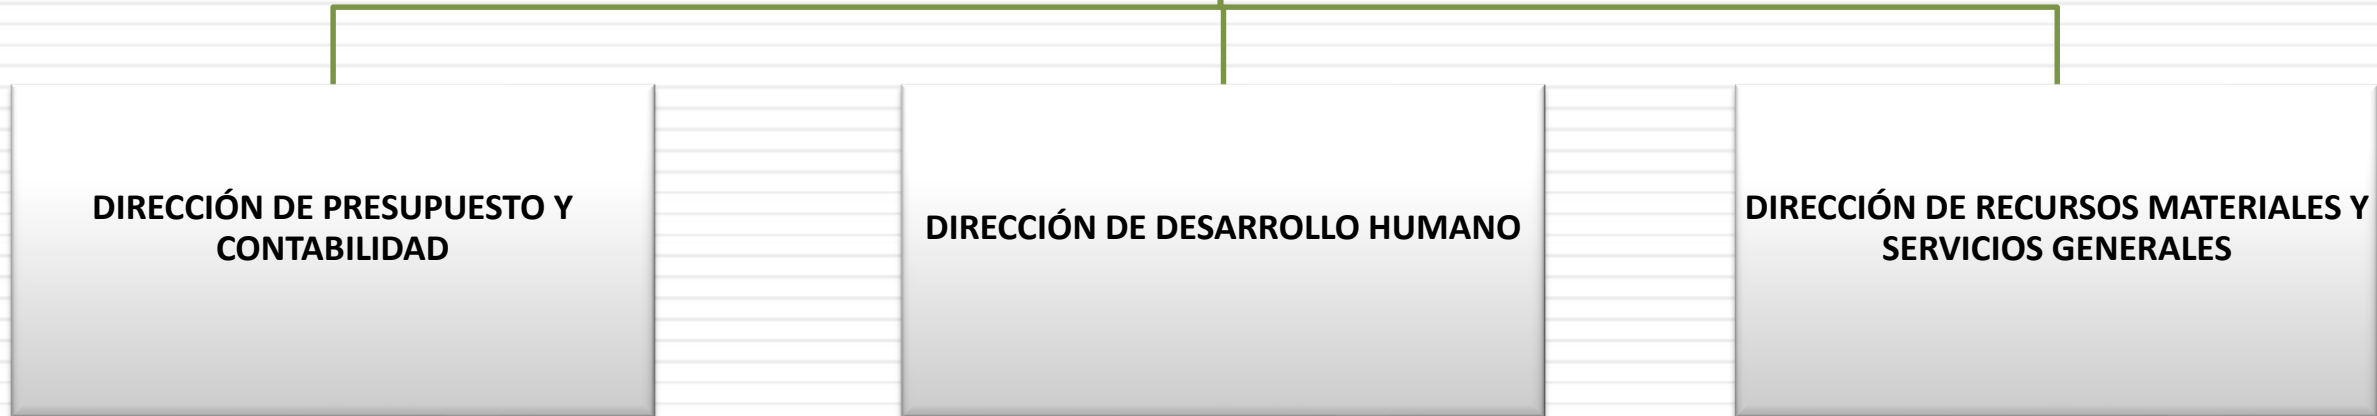 DIRECCIÓN DE PRESUPUESTO Y
CONTABILIDAD
DIRECCIÓN DE DESARROLLO HUMANO
DIRECCIÓN DE RECURSOS MATERIALES Y
SERVICIOS GENERALES